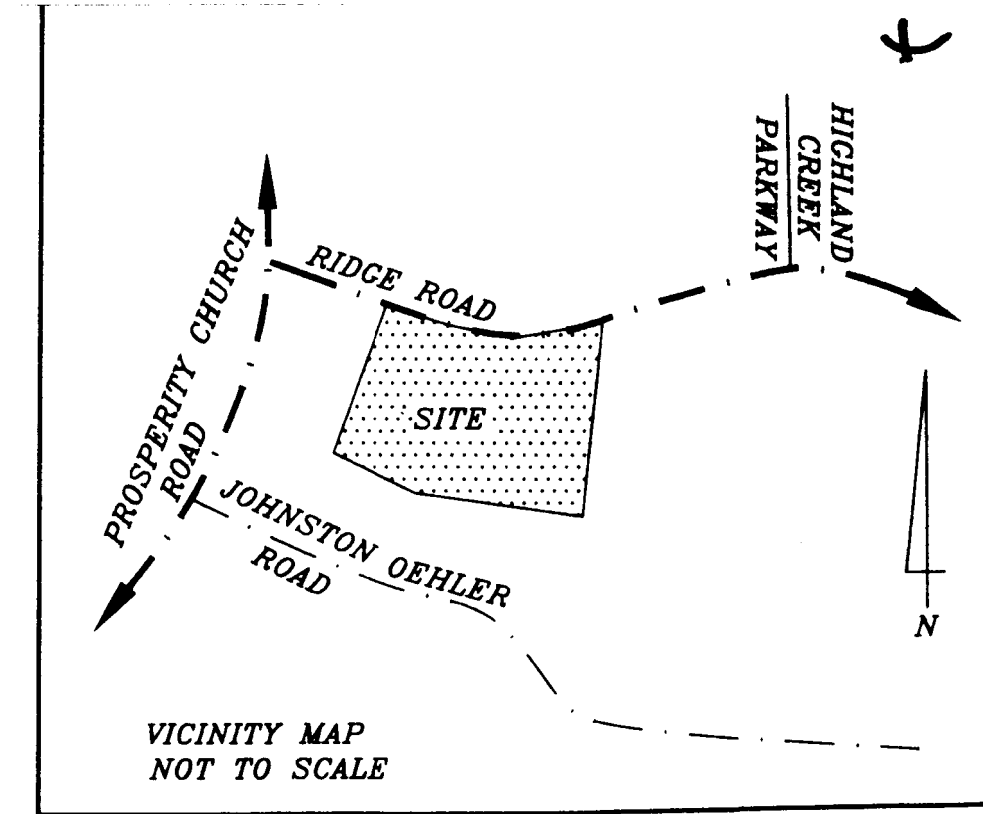 HIGHLAND
CREEK
PARKWAY
RIDGE ROAD
PROSPERITY CHURCH
ROAD
SITE
JOHNSTON OEHLER
ROAD
N
VICINITY MAP
NOT TO SCALE